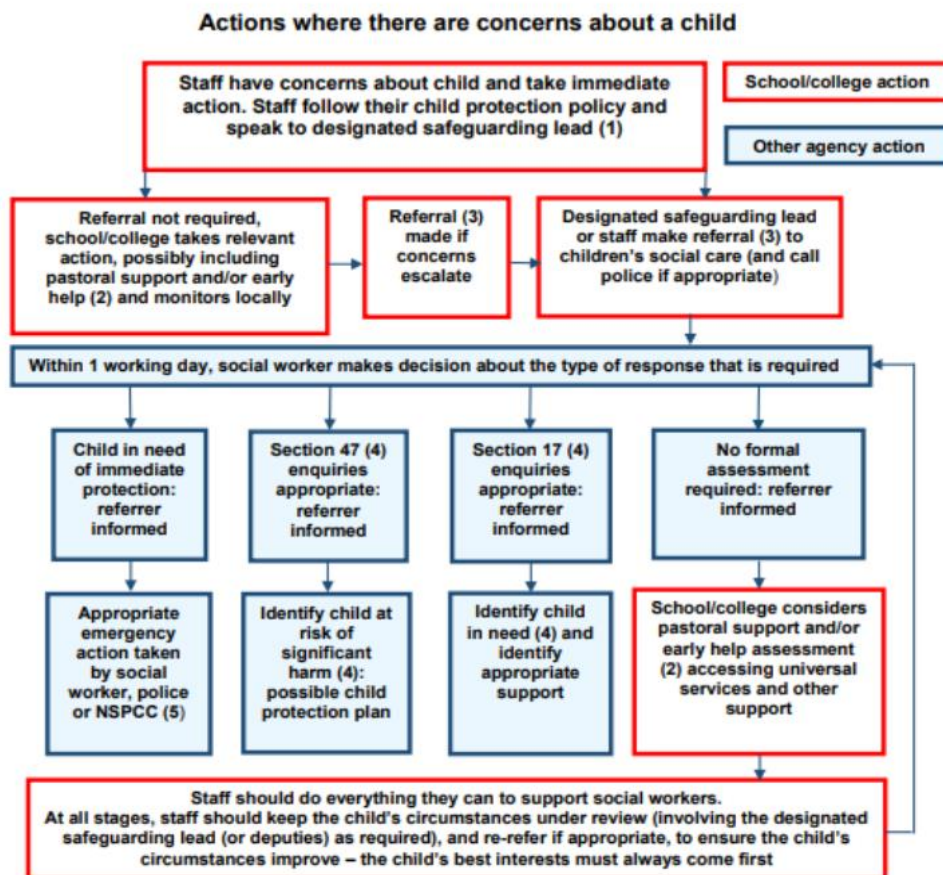 Actions where there are concerns about a child
Staff have concerns about child and take immediate
action. Staff follow their child protection policy and
speak to designated safeguarding lead (1)
School/college action
Other agency action
Referral not required,
school/college takes relevant
action, possibly including
pastoral support and/or early
help (2) and monitors locally
Referral (3)
made if
concerns
escalate
Designated safeguarding lead
or staff make referral (3) to
children's social care (and call
police if appropriate)
Within 1 working day, social worker makes decision about the type of response that is required
Child in need
of immediate
protection:
referrer
informed
Section 47 (4)
enquiries
appropriate:
referrer
informed
Section 17 (4)
enquiries
appropriate:
referrer
informed
No formal
assessment
required: referrer
informed
Appropriate
emergency
action taken
by social
worker, police
or NSPCC (5)
Identify child at
risk of
significant
harm (4):
possible child
protection plan
Identify child
in need (4) and
identify
appropriate
support
School/college considers
pastoral support and/or
early help assessment
(2) accessing universal
services and other
support
Staff should do everything they can to support social workers.
At all stages, staff should keep the child's circumstances under review (involving the designated
safeguarding lead (or deputies) as required), and re-refer if appropriate, to ensure the child's
circumstances improve – the child's best interests must always come first